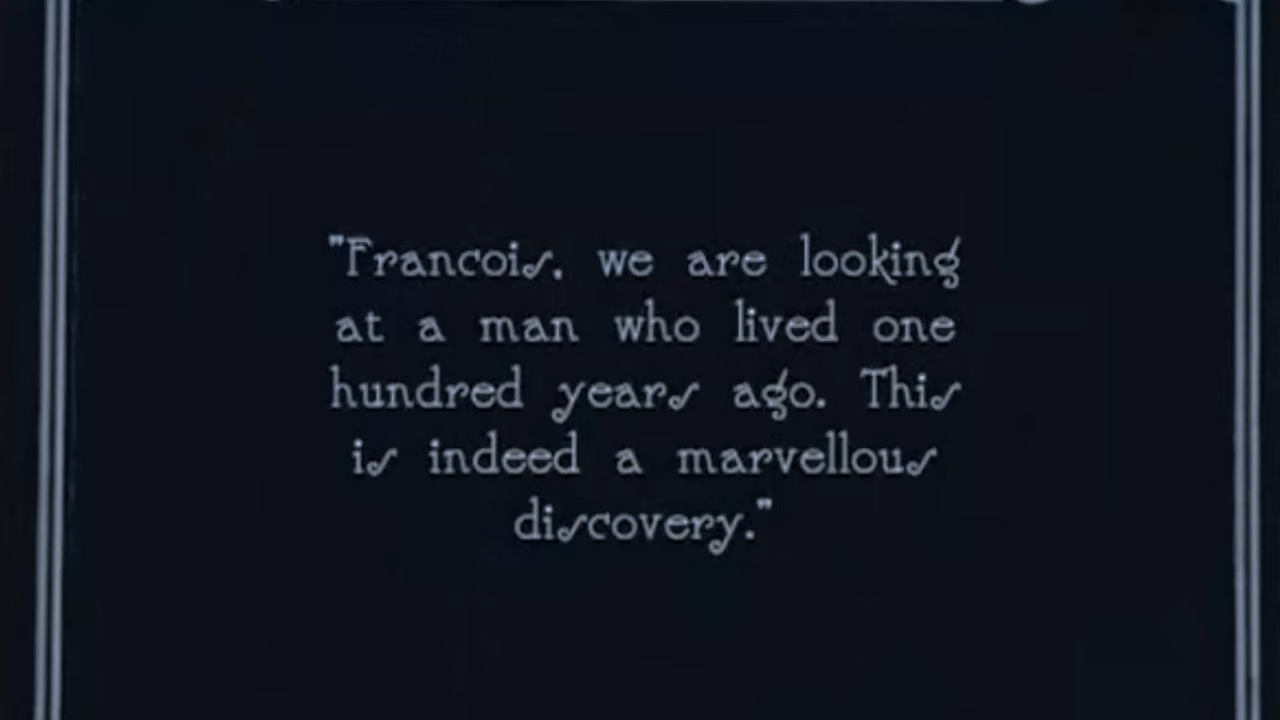 "Francois, we are looking
at a man who lived one
hundred years ago. This
is indeed a marvellous
discovery."